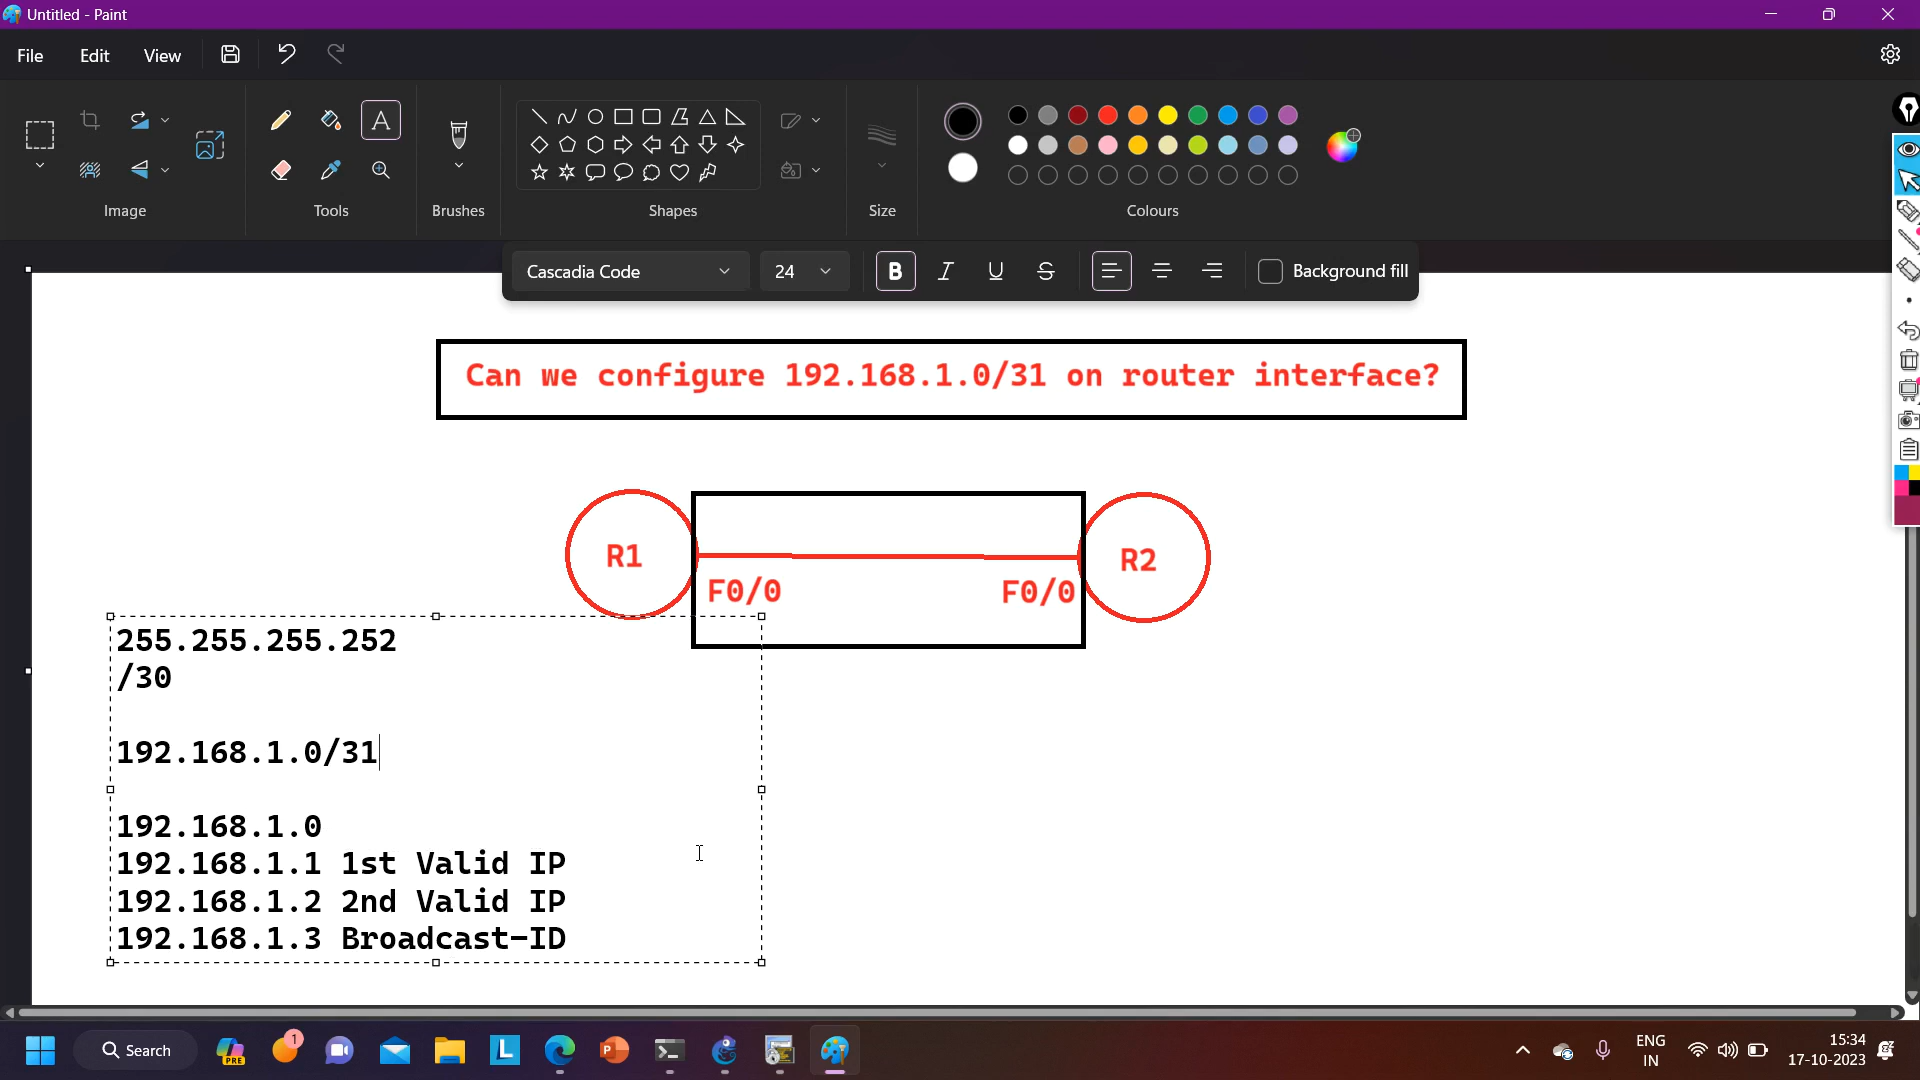 Untitled - Paint
File Edit View
Image
Tools
Brushes
Shapes
Size
Colours
Cascadia Code 24 B I U S Background fill
Can we configure 192.168.1.0/31 on router interface?
R1
R2
F0/0
F0/0
255.255.255.252
/30
192.168.1.0/31
192.168.1.0
192.168.1.1 1st Valid IP
192.168.1.2 2nd Valid IP
192.168.1.3 Broadcast-ID
Search
PRE
1
L
P
ENG
IN
15:34
17-10-2023